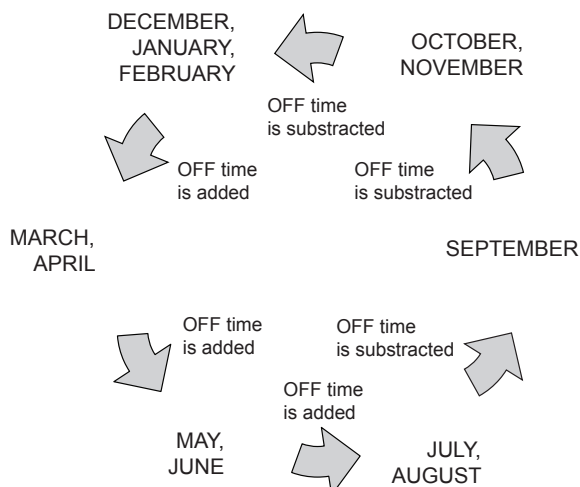 DECEMBER,
JANUARY,
FEBRUARY
OCTOBER,
NOVEMBER
OFF time
is substracted
OFF time
is added
OFF time
is substracted
MARCH,
APRIL
SEPTEMBER
OFF time
is added
OFF time
is substracted
OFF time
is added
MAY,
JUNE
JULY,
AUGUST